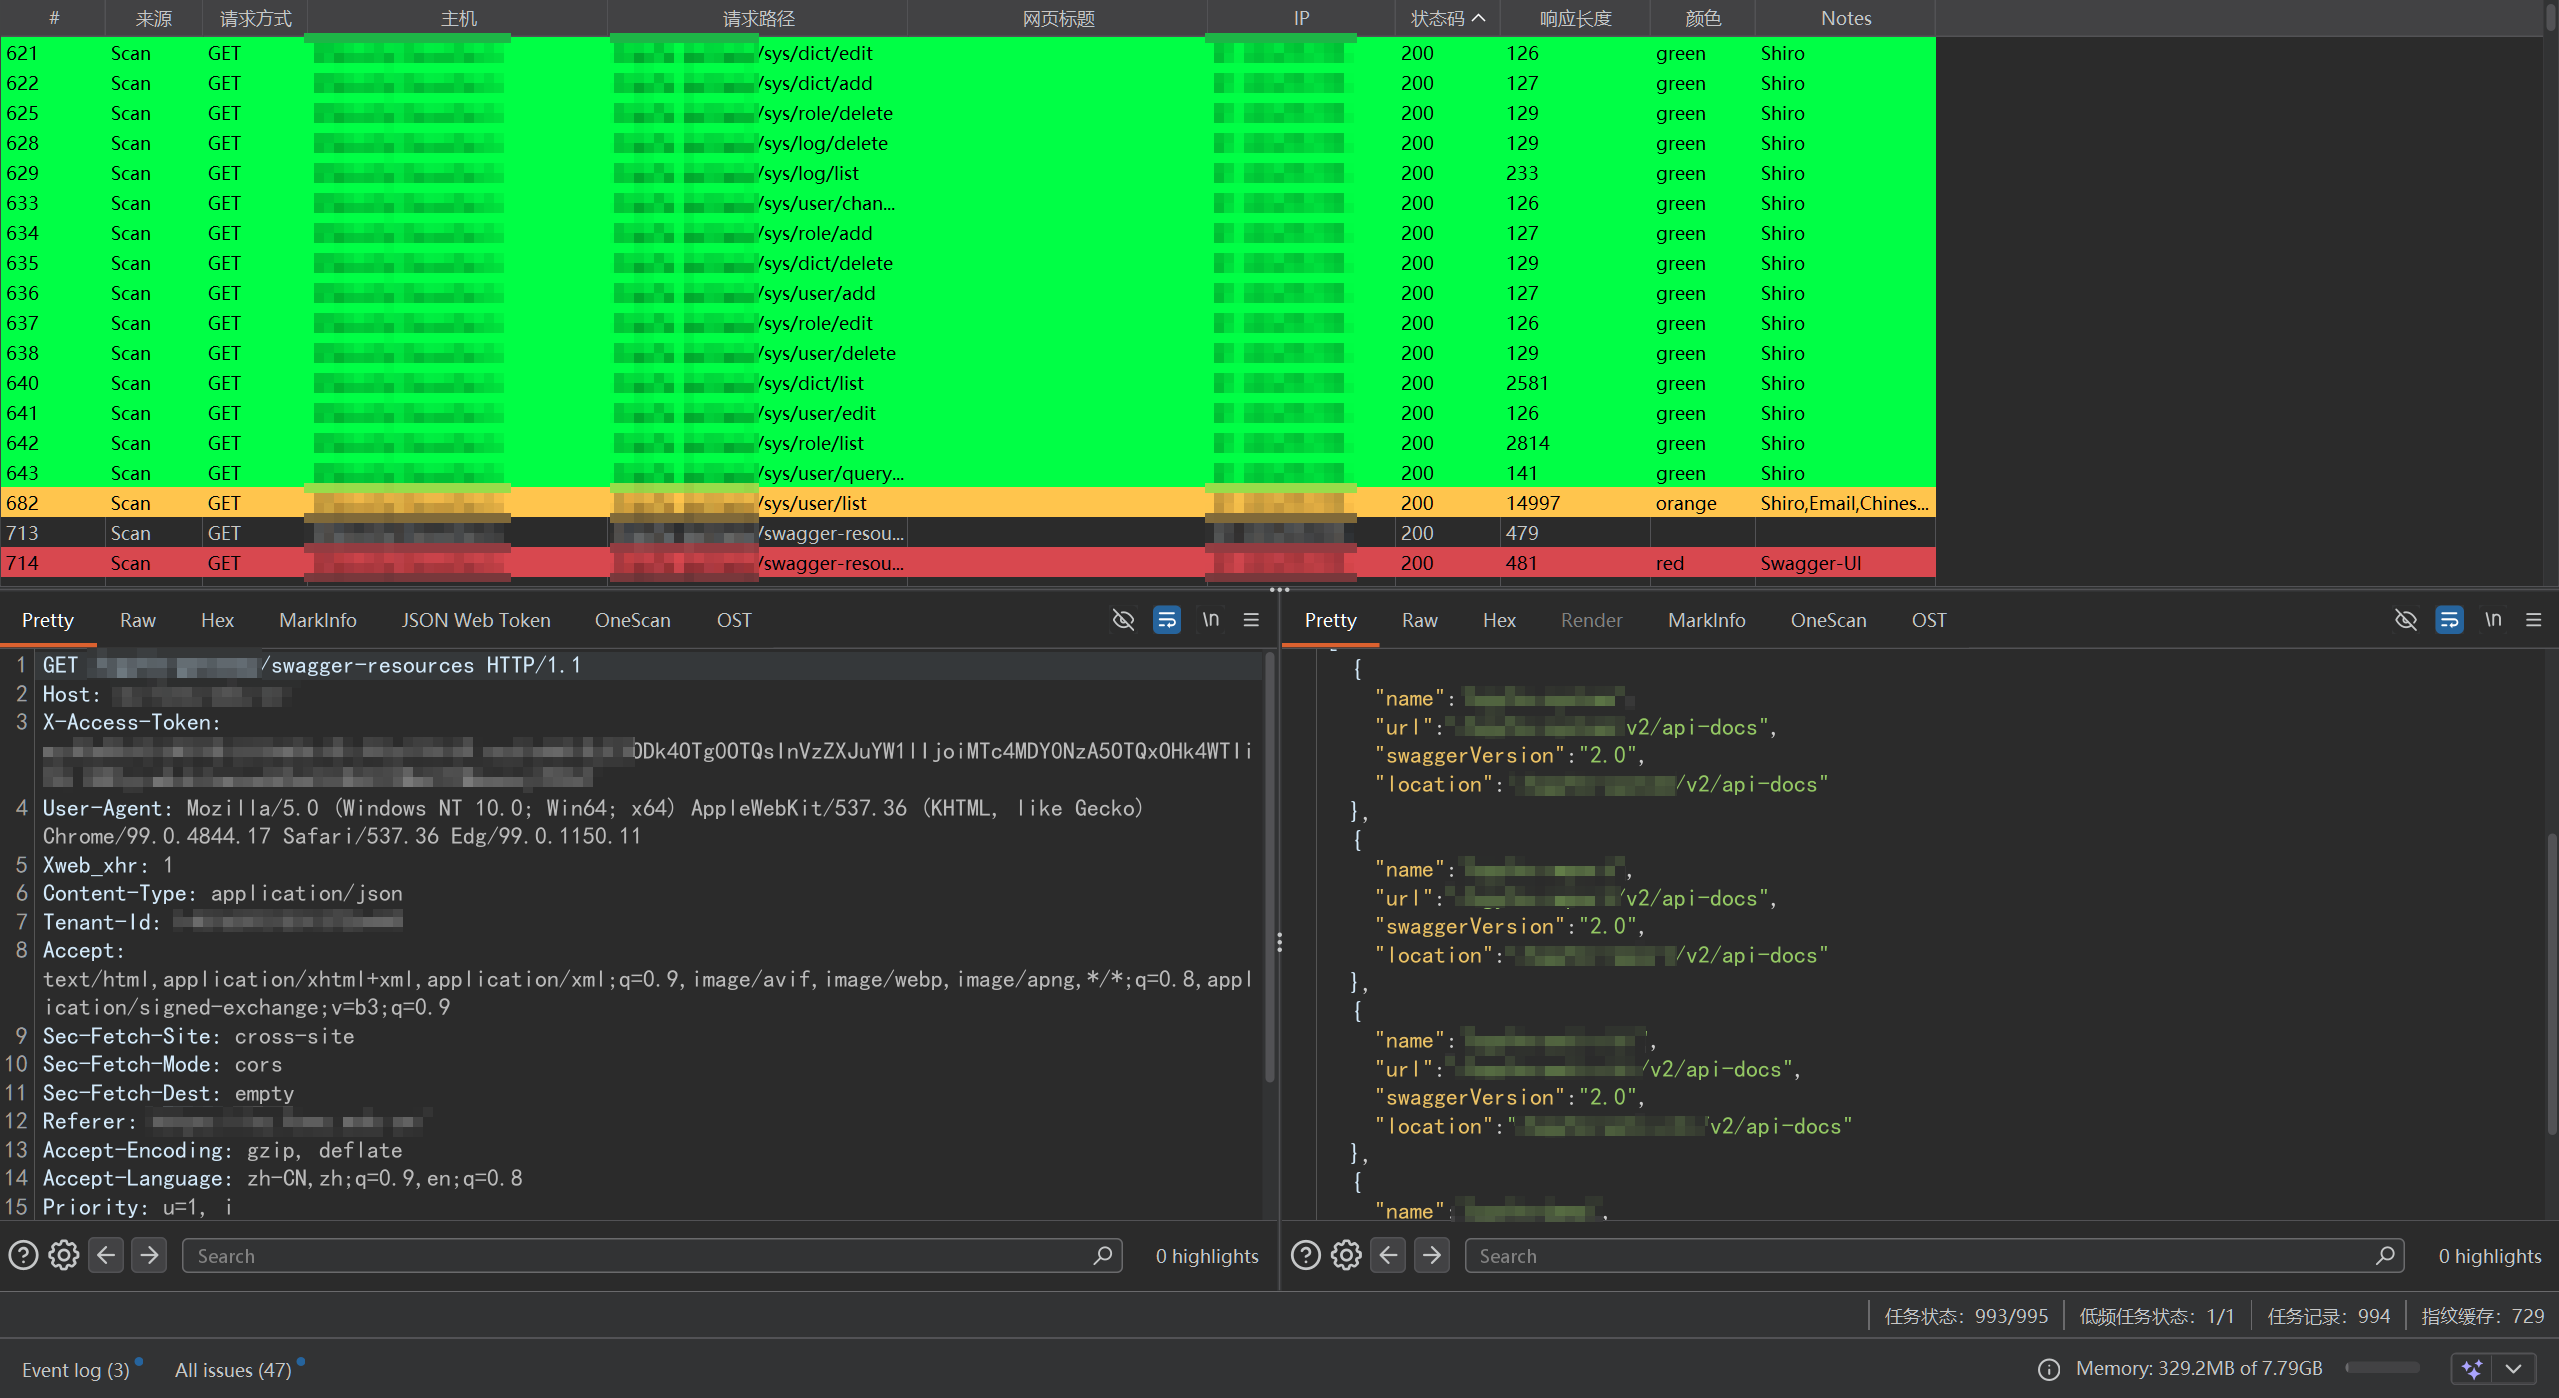 # 来源 请求方式 主机 请求路径 网页标题 IP 状态码 响应长度 颜色 Notes
621 Scan GET /sys/dict/edit 200 126 green Shiro
622 Scan GET /sys/dict/add 200 127 green Shiro
625 Scan GET /sys/role/delete 200 129 green Shiro
628 Scan GET /sys/log/delete 200 129 green Shiro
629 Scan GET /sys/log/list 200 233 green Shiro
633 Scan GET /sys/user/chan... 200 126 green Shiro
634 Scan GET /sys/role/add 200 127 green Shiro
635 Scan GET /sys/dict/delete 200 129 green Shiro
636 Scan GET /sys/user/add 200 127 green Shiro
637 Scan GET /sys/role/edit 200 126 green Shiro
638 Scan GET /sys/user/delete 200 129 green Shiro
640 Scan GET /sys/dict/list 200 2581 green Shiro
641 Scan GET /sys/user/edit 200 126 green Shiro
642 Scan GET /sys/role/list 200 2814 green Shiro
643 Scan GET /sys/user/query... 200 141 green Shiro
682 Scan GET /sys/user/list 200 14997 orange Shiro,Email,Chines...
713 Scan GET /swagger-resou... 200 479
714 Scan GET /swagger-resou... 200 481 red Swagger-UI
Pretty Raw Hex MarkInfo JSON Web Token OneScan OST \n
1 GET /swagger-resources HTTP/1.1
2 Host:
3 X-Access-Token:
4 User-Agent: Mozilla/5.0 (Windows NT 10.0; Win64; x64) AppleWebKit/537.36 (KHTML, like Gecko)
Chrome/99.0.4844.17 Safari/537.36 Edg/99.0.1150.11
5 Xweb_xhr: 1
6 Content-Type: application/json
7 Tenant-Id:
8 Accept:
text/html,application/xhtml+xml,application/xml;q=0.9,image/avif,image/webp,image/apng,*/*;q=0.8,appl
ication/signed-exchange;v=b3;q=0.9
9 Sec-Fetch-Site: cross-site
10 Sec-Fetch-Mode: cors
11 Sec-Fetch-Dest: empty
12 Referer:
13 Accept-Encoding: gzip, deflate
14 Accept-Language: zh-CN,zh;q=0.9,en;q=0.8
15 Priority: u=1, i
Search 0 highlights
Pretty Raw Hex Render MarkInfo OneScan OST \n
{
"name":
"url": v2/api-docs",
"swaggerVersion":"2.0",
"location": /v2/api-docs"
},
{
"name": ,
"url": /v2/api-docs",
"swaggerVersion":"2.0",
"location": /v2/api-docs"
},
{
"name": ,
"url": /v2/api-docs",
"swaggerVersion":"2.0",
"location":" v2/api-docs"
},
{
"name": ,
Search 0 highlights
任务状态: 993/995 低频任务状态: 1/1 任务记录: 994 指纹缓存: 729
Event log (3) All issues (47) Memory: 329.2MB of 7.79GB